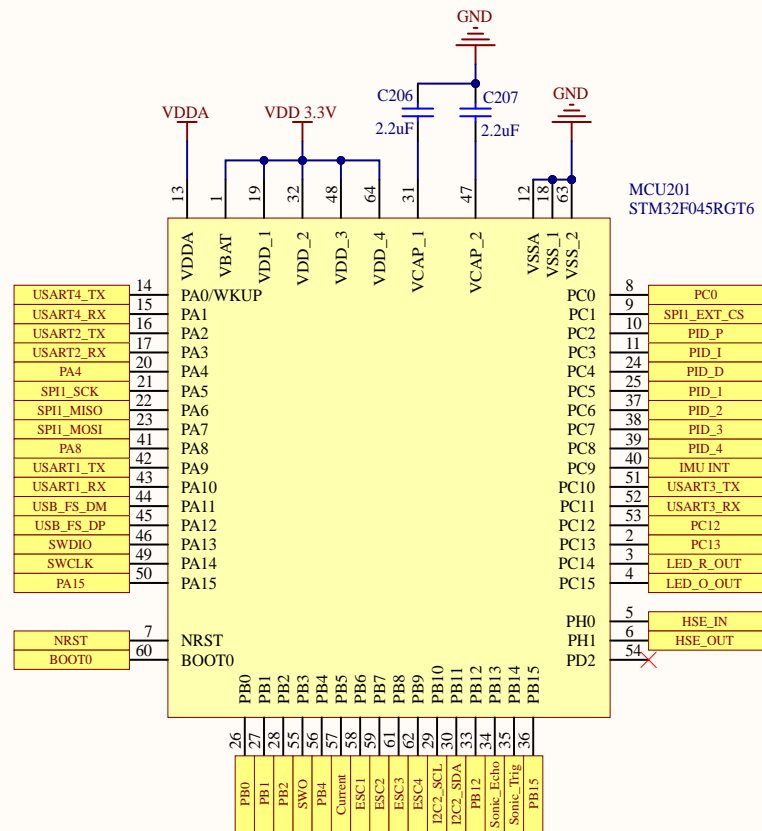 GND
C206
C207
GND
VDDA
VDD 3.3V
2.2uF
2.2uF
MCU201
STM32F045RGT6
13
1
19
32
48
64
31
47
12
18
63
VDDA
VBAT
VDD_1
VDD_2
VDD_3
VDD_4
VCAP_1
VCAP_2
VSSA
VSS_1
VSS_2
USART4_TX 14 PA0/WKUP
USART4_RX 15 PA1
USART2_TX 16 PA2
USART2_RX 17 PA3
PA4 20 PA4
SPI1_SCK 21 PA5
SPI1_MISO 22 PA6
SPI1_MOSI 23 PA7
PA8 41 PA8
USART1_TX 42 PA9
USART1_RX 43 PA10
USB_FS_DM 44 PA11
USB_FS_DP 45 PA12
SWDIO 46 PA13
SWCLK 49 PA14
PA15 50 PA15
NRST 7 NRST
BOOT0 60 BOOT0
PC0 8 PC0
PC1 9 SPI1_EXT_CS
PC2 10 PID_P
PC3 11 PID_I
PC4 24 PID_D
PC5 25 PID_1
PC6 37 PID_2
PC7 38 PID_3
PC8 39 PID_4
PC9 40 IMU INT
PC10 51 USART3_TX
PC11 52 USART3_RX
PC12 53 PC12
PC13 2 PC13
PC14 3 LED_R_OUT
PC15 4 LED_O_OUT
PH0 5 HSE_IN
PH1 6 HSE_OUT
PD2 54
PB0 26 PB0
PB1 27 PB1
PB2 28 PB2
PB3 55 SWO
PB4 56 PB4
PB5 57 Current
PB6 58 ESC1
PB7 59 ESC2
PB8 61 ESC3
PB9 62 ESC4
PB10 29 I2C2_SCL
PB11 30 I2C2_SDA
PB12 33 PB12
PB13 34 Sonic_Echo
PB14 35 Sonic_Trig
PB15 36 PB15